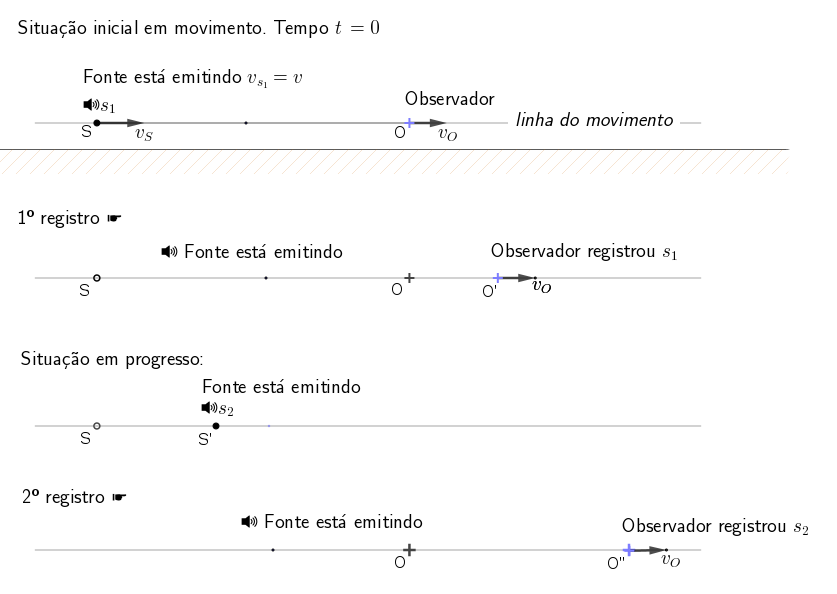 Situação inicial em movimento. Tempo t = 0
Fonte está emitindo v_{s_1} = v
s_1
Observador
linha do movimento
S
v_S
O
v_O
1º registro ☛
Fonte está emitindo
Observador registrou s_1
S
O
O'
v_O
Situação em progresso:
Fonte está emitindo
s_2
S
S'
2º registro ☛
Fonte está emitindo
Observador registrou s_2
O
O"
v_O